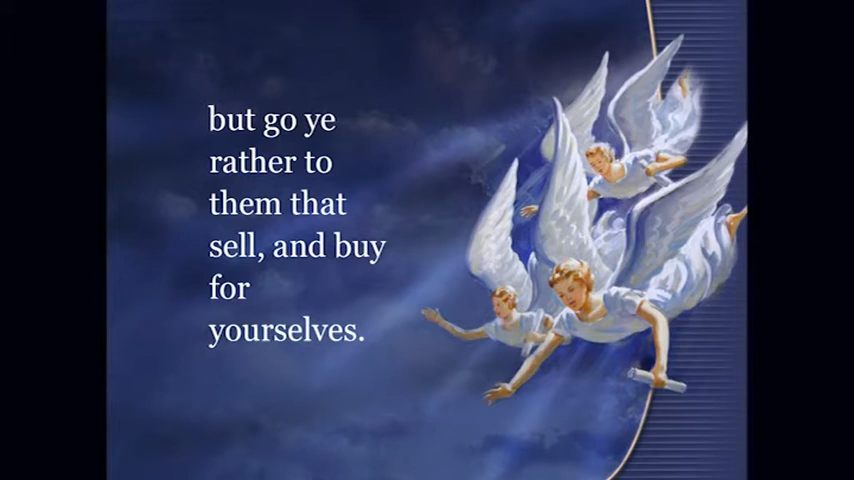 but go ye
rather to
them that
sell, and buy
for
yourselves.